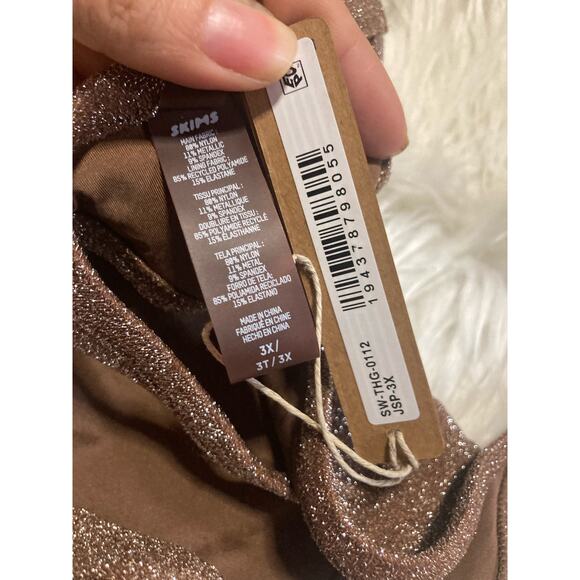 SKIMS
MAIN FABRIC:
80% NYLON
11% METALLIC
9% SPANDEX
LINING FABRIC:
85% RECYCLED POLYAMIDE
15% ELASTANE
TISSU PRINCIPAL:
80% NYLON
11% METALLIC
9% SPANDEX
DOUBLURE EN TISSU:
85% POLYAMIDE RECYCLÉ
15% ÉLASTHANNE
TELA PRINCIPAL:
80% NYLON
11% METAL
9% SPANDEX
FORRO DE TELA:
85% POLIAMIDA RECICLADO
15% ELASTANO
MADE IN CHINA
FABRIQUÉ EN CHINE
HECHO EN CHINA
3X/
3T / 3X
194378798055
SW-THG-0112
JSP-3X